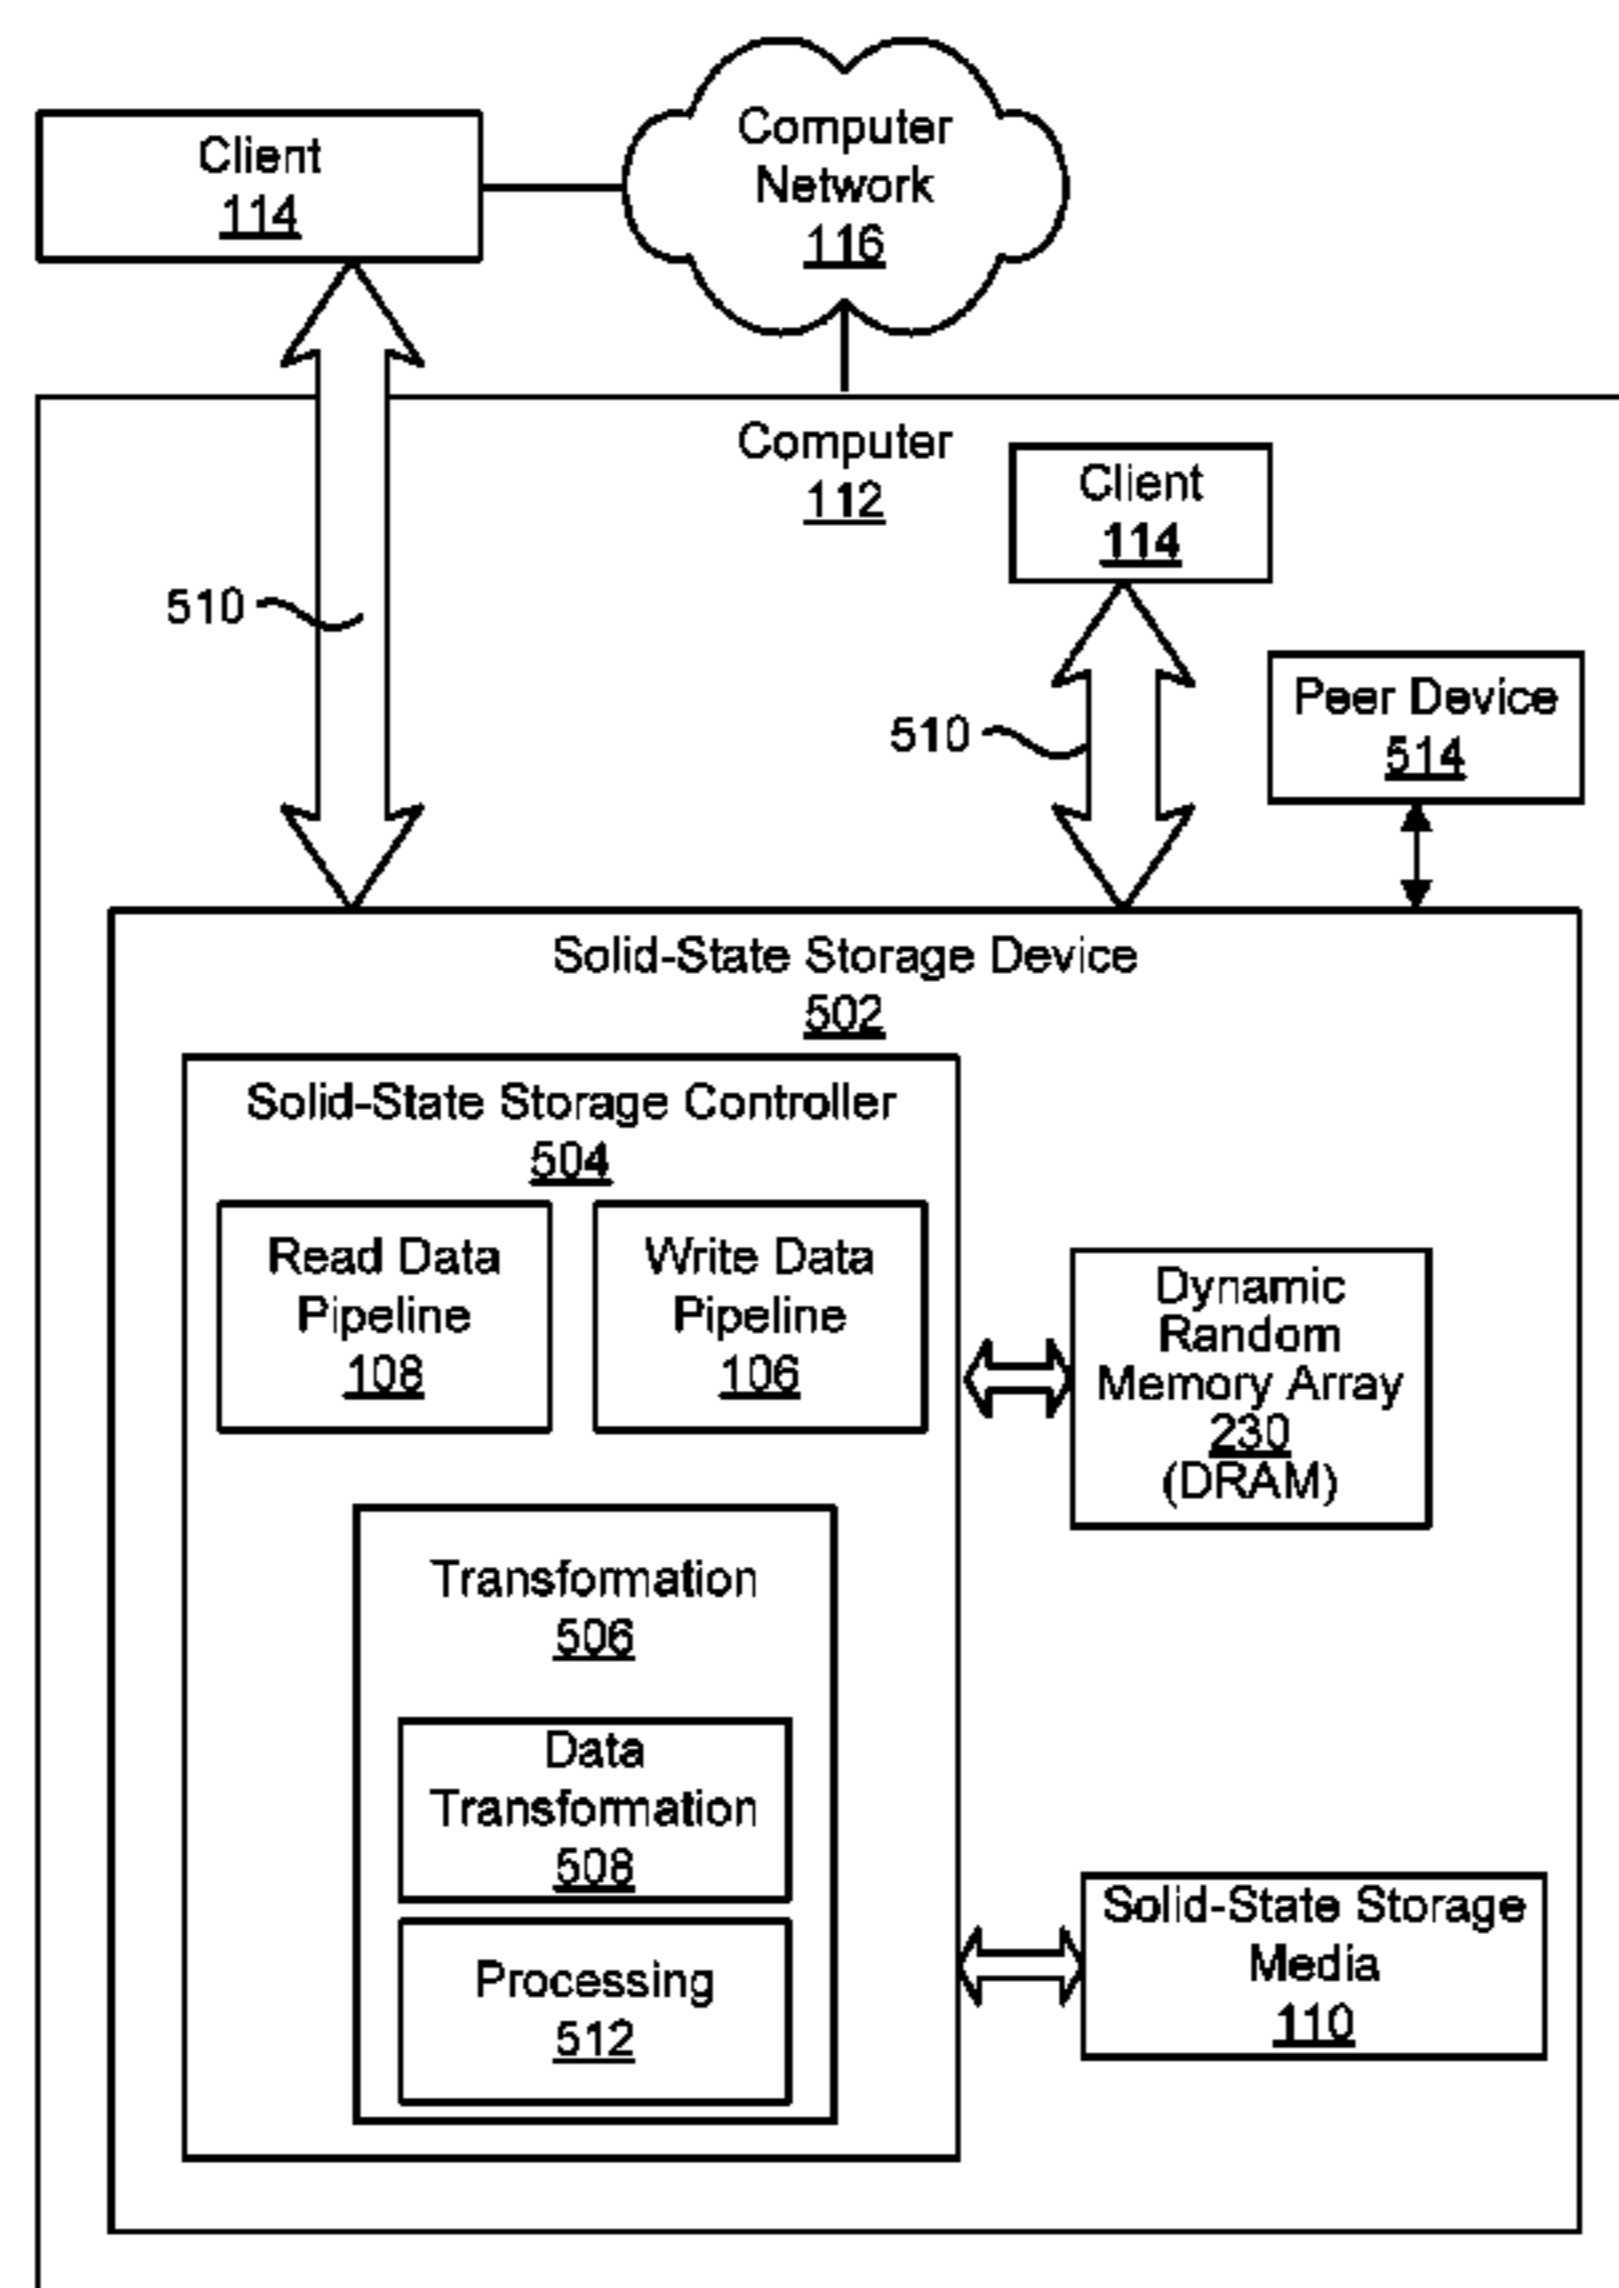 Client
114
Computer
Network
116
Computer
112
Client
114
510
510
Peer Device
514
Solid-State Storage Device
502
Solid-State Storage Controller
504
Read Data
Pipeline
108
Write Data
Pipeline
106
Dynamic
Random
Memory Array
230
(DRAM)
Transformation
506
Data
Transformation
508
Processing
512
Solid-State Storage
Media
110